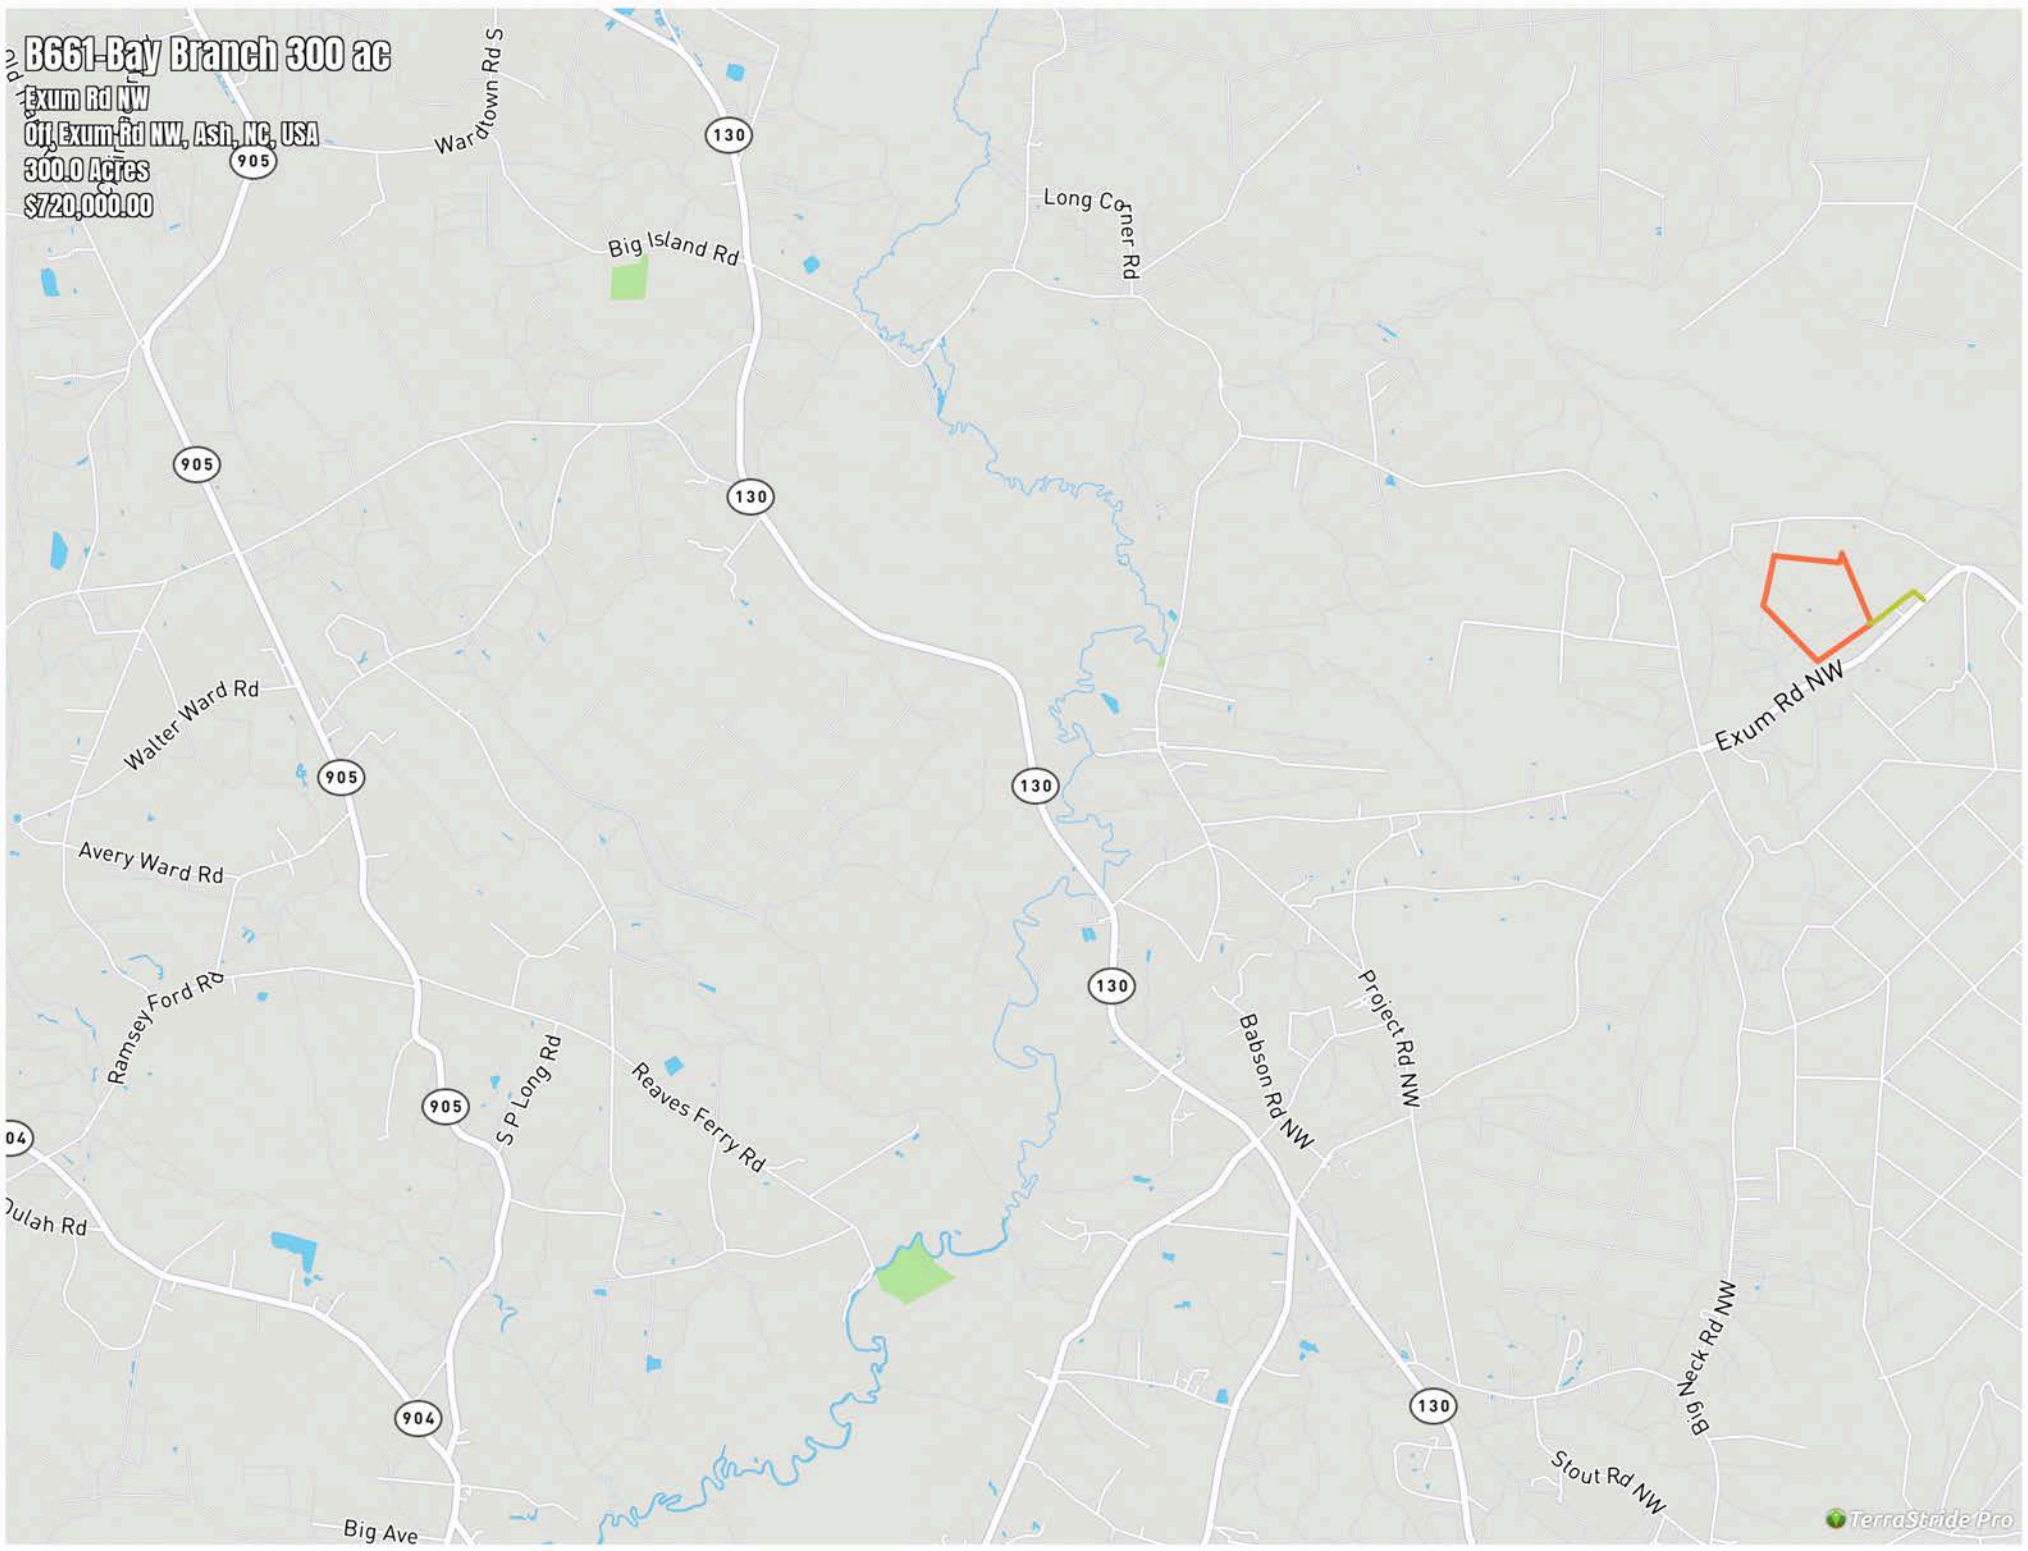 B661-Bay Branch 300 ac
Exum Rd NW
Off Exum Rd NW, Ash, NC, USA
300.0 Acres
$720,000.00
Wardtown Rd S
130
905
Long Corner Rd
Big Island Rd
905
130
Exum Rd NW
Walter Ward Rd
905
130
Avery Ward Rd
Ramsey Ford Rd
130
Project Rd NW
Babson Rd NW
905
S P Long Rd
Reaves Ferry Rd
04
Dulah Rd
Big Neck Rd NW
904
130
Stout Rd NW
Big Ave
TerraStride Pro